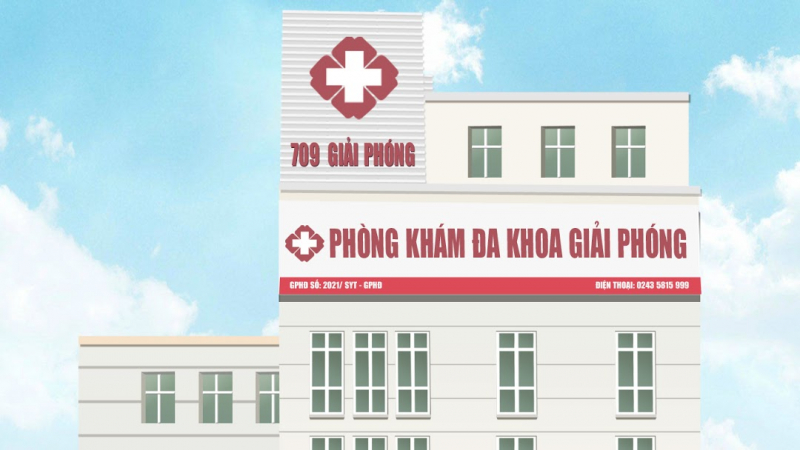 709 GIẢI PHÓNG
PHÒNG KHÁM ĐA KHOA GIẢI PHÓNG
GPHĐ SỐ: 2021/ SYT - GPHĐ
ĐIỆN THOẠI: 0243 5815 999